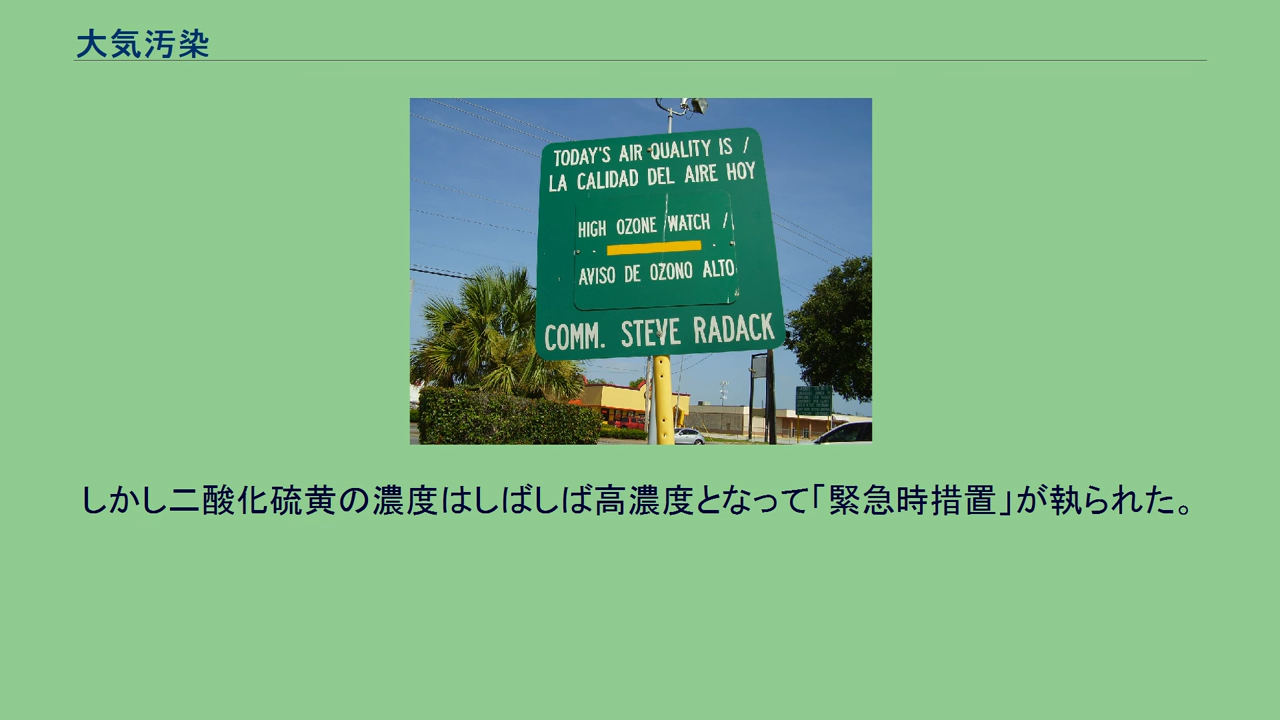 大気汚染
TODAY'S AIR QUALITY IS /
LA CALIDAD DEL AIRE HOY
HIGH OZONE WATCH /
AVISO DE OZONO ALTO
COMM. STEVE RADACK
しかし二酸化硫黄の濃度はしばしば高濃度となって「緊急時措置」が執られた。